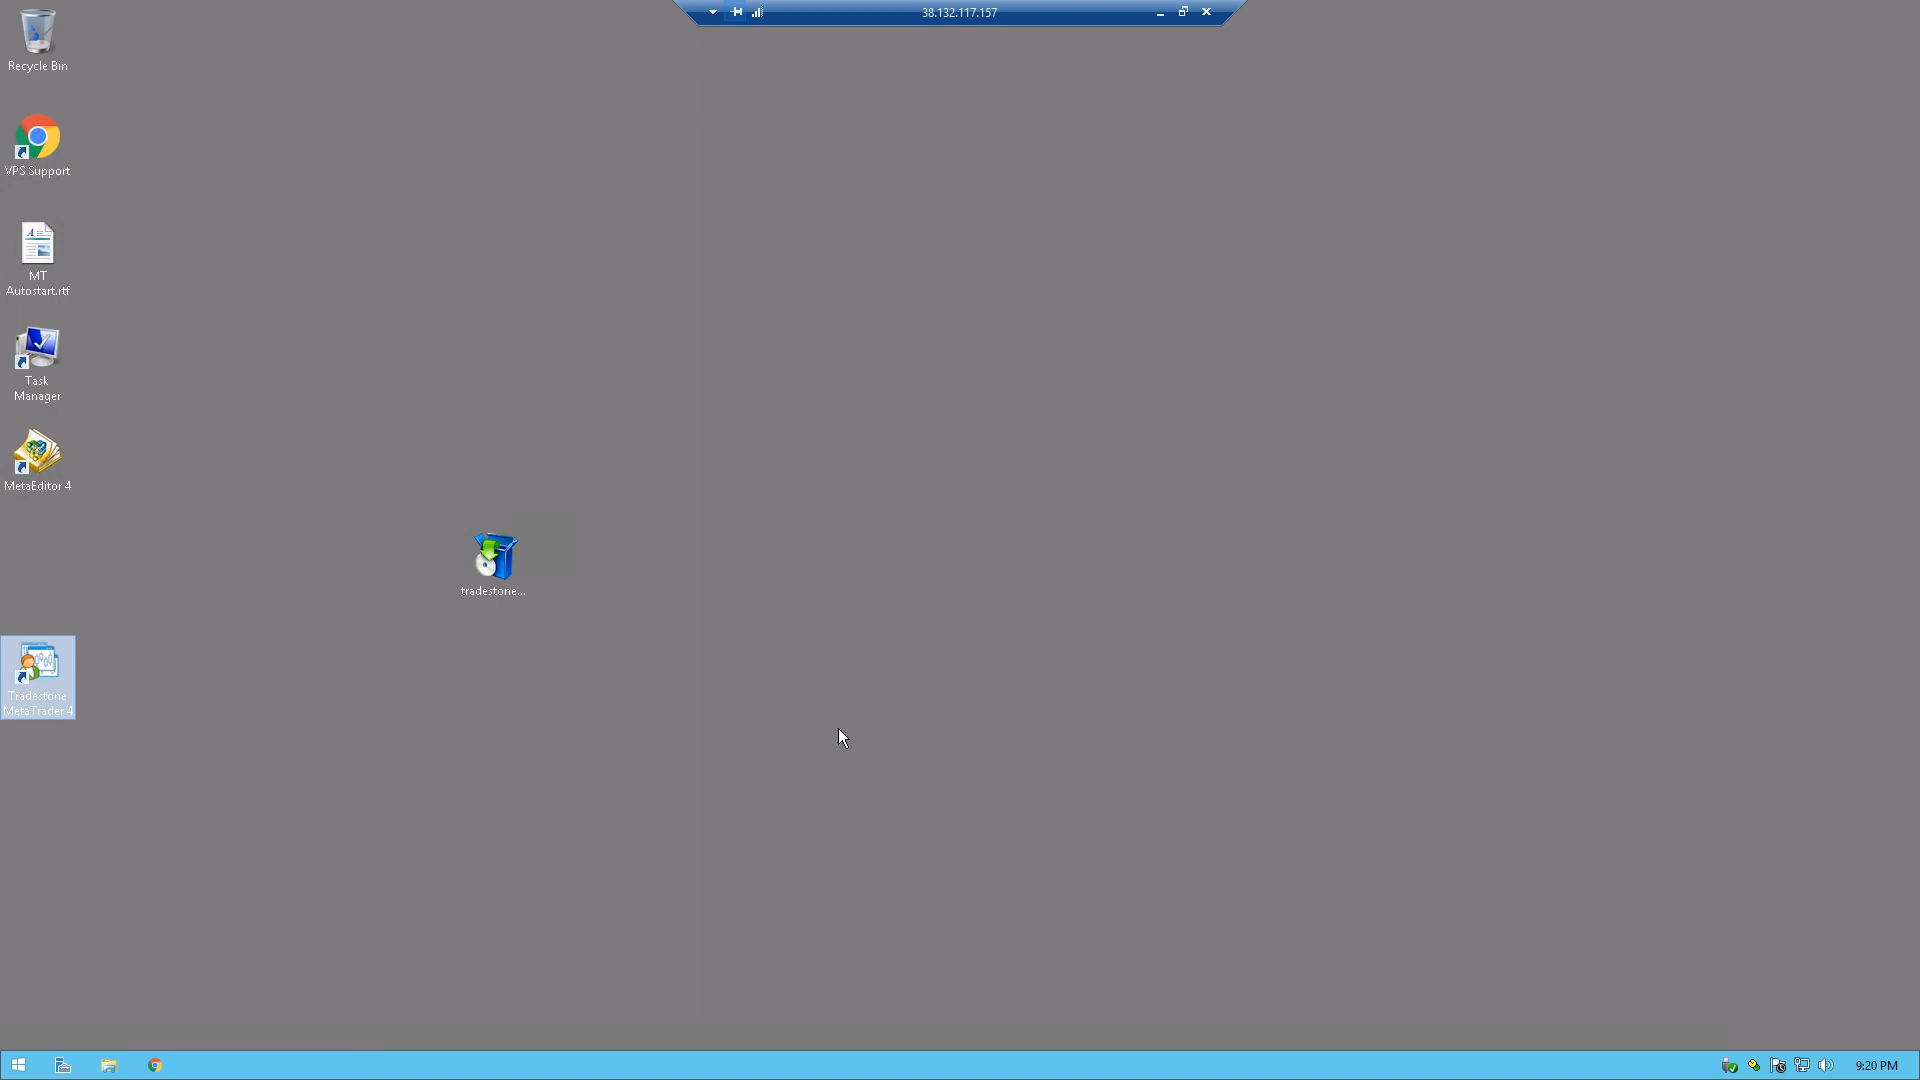 38.132.117.157
Recycle Bin
VPS Support
MT
Autostart.rtf
Task
Manager
MetaEditor 4
tradestone...
Tradestone
MetaTrader 4
9:20 PM